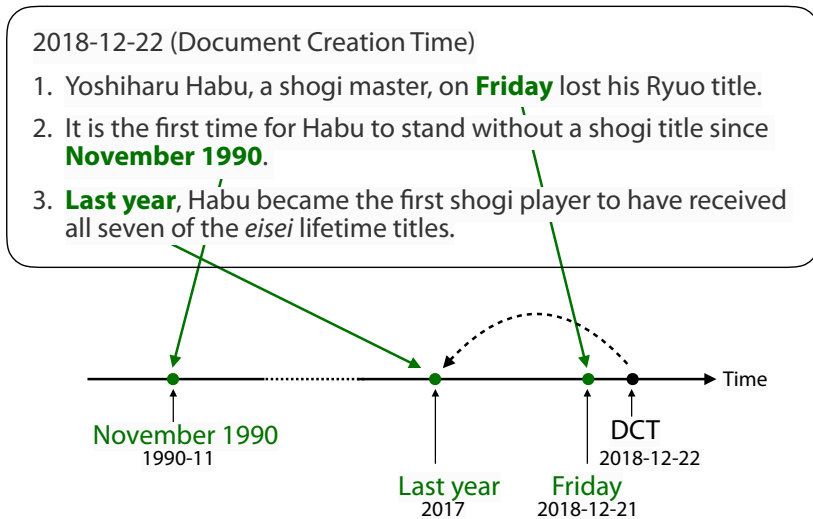 2018-12-22 (Document Creation Time)
1. Yoshiharu Habu, a shogi master, on Friday lost his Ryuo title.
2. It is the first time for Habu to stand without a shogi title since
November 1990.
3. Last year, Habu became the first shogi player to have received
all seven of the eisei lifetime titles.
Time
November 1990
1990-11
DCT
2018-12-22
Last year
2017
Friday
2018-12-21